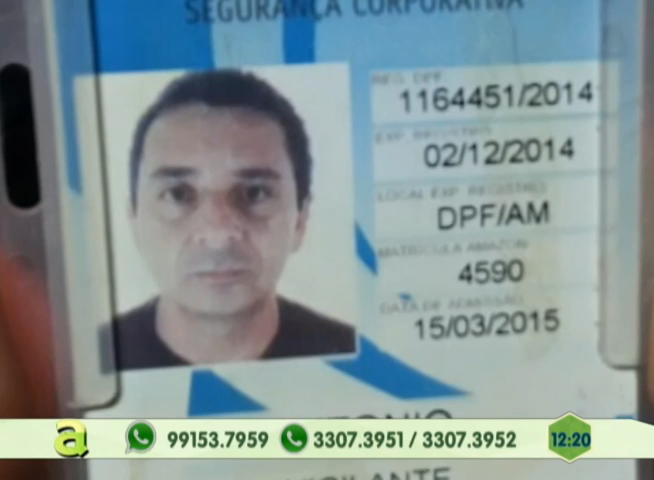 SEGURANÇA CORPORATIVA
REG. DPF
1164451/2014
EXP. REGISTRO
02/12/2014
LOCAL EXP. REGISTRO
DPF/AM
MATRÍCULA AMAZON
4590
DATA DE ADMISSÃO
15/03/2015
a
99153.7959
3307.3951 / 3307.3952
12:20
VIGILANTE